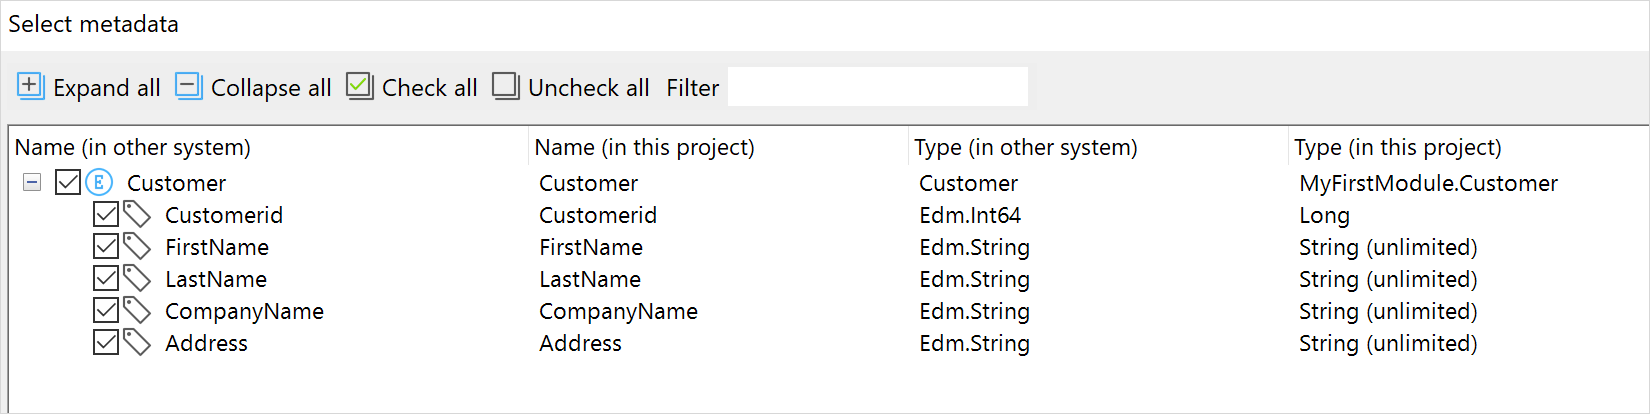 Select metadata
Expand all Collapse all Check all Uncheck all Filter
Name (in other system) Name (in this project) Type (in other system) Type (in this project)
E Customer Customer Customer MyFirstModule.Customer
Customerid Customerid Edm.Int64 Long
FirstName FirstName Edm.String String (unlimited)
LastName LastName Edm.String String (unlimited)
CompanyName CompanyName Edm.String String (unlimited)
Address Address Edm.String String (unlimited)